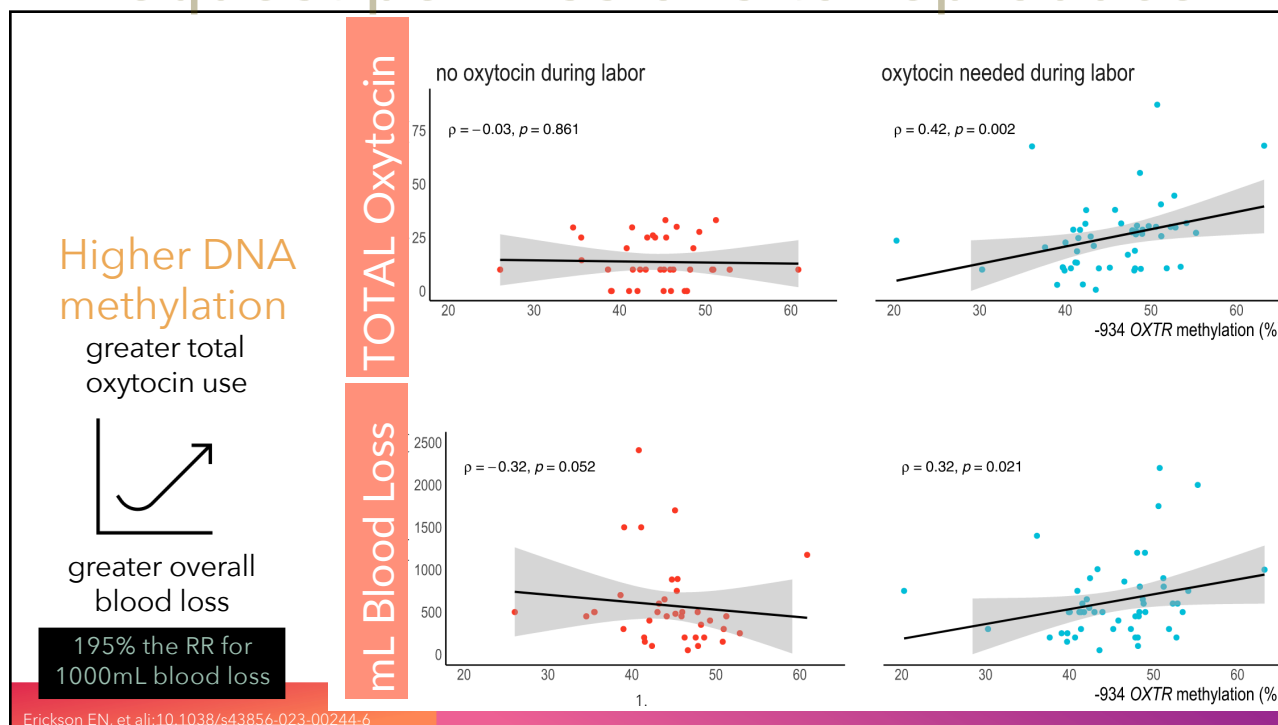 no oxytocin during labor
oxytocin needed during labor
TOTAL Oxytocin
ρ = −0.03, p = 0.861
ρ = 0.42, p = 0.002
75
50
25
0
20 30 40 50 60
20 30 40 50 60
-934 OXTR methylation (%
Higher DNA
methylation
greater total
oxytocin use
greater overall
blood loss
195% the RR for
1000mL blood loss
mL Blood Loss
ρ = −0.32, p = 0.052
ρ = 0.32, p = 0.021
2500
2000
1500
1000
500
0
20 30 40 50 60
20 30 40 50 60
-934 OXTR methylation (%
1.
Erickson EN, et ali:10.1038/s43856-023-00244-6